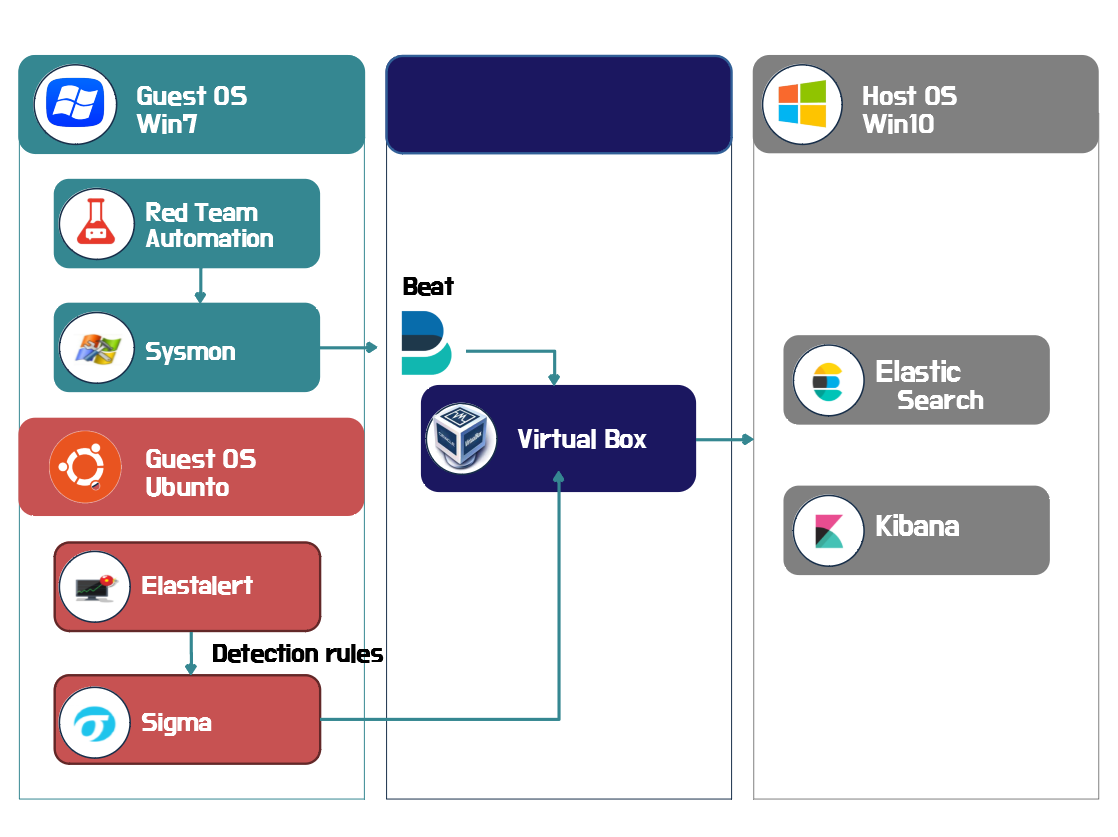 Guest OS
Win7
Host OS
Win10
Red Team
Automation
Beat
Sysmon
Elastic
Search
Virtual Box
Guest OS
Ubunto
Kibana
Elastalert
Detection rules
Sigma